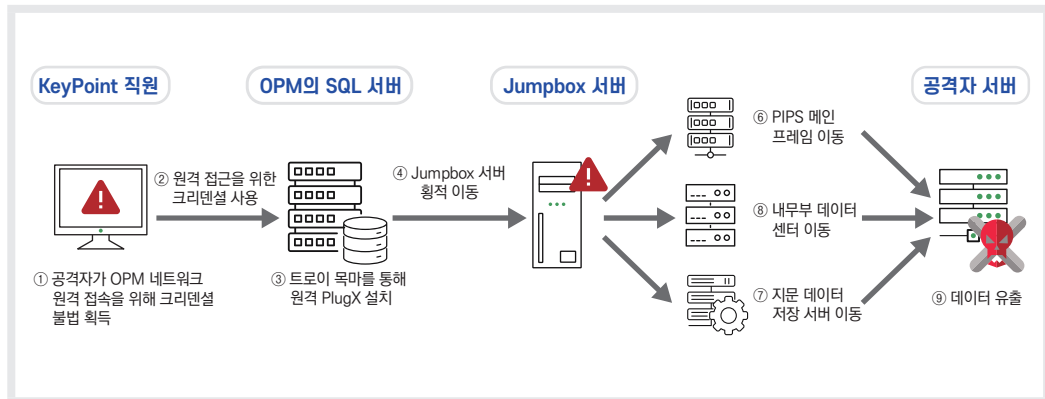 KeyPoint 직원
OPM의 SQL 서버
Jumpbox 서버
공격자 서버
① 공격자가 OPM 네트워크
원격 접속을 위해 크리덴셜
불법 획득
② 원격 접근을 위한
크리덴셜 사용
③ 트로이 목마를 통해
원격 PlugX 설치
④ Jumpbox 서버
횡적 이동
⑥ PIPS 메인
프레임 이동
⑧ 내무부 데이터
센터 이동
⑦ 지문 데이터
저장 서버 이동
⑨ 데이터 유출